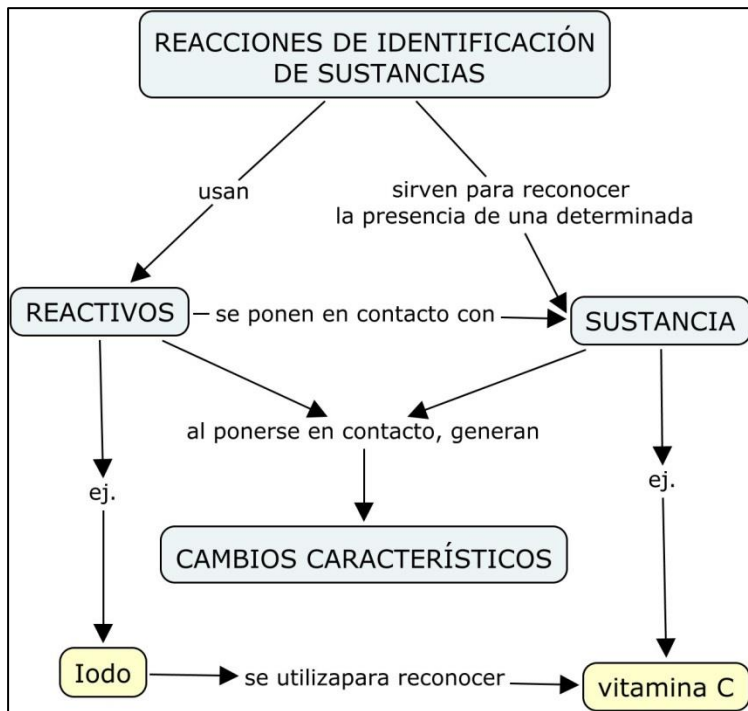 REACCIONES DE IDENTIFICACIÓN
DE SUSTANCIAS
usan
sirven para reconocer
la presencia de una determinada
REACTIVOS
se ponen en contacto con
SUSTANCIA
al ponerse en contacto, generan
ej.
ej.
CAMBIOS CARACTERÍSTICOS
Iodo
se utilizapara reconocer
vitamina C